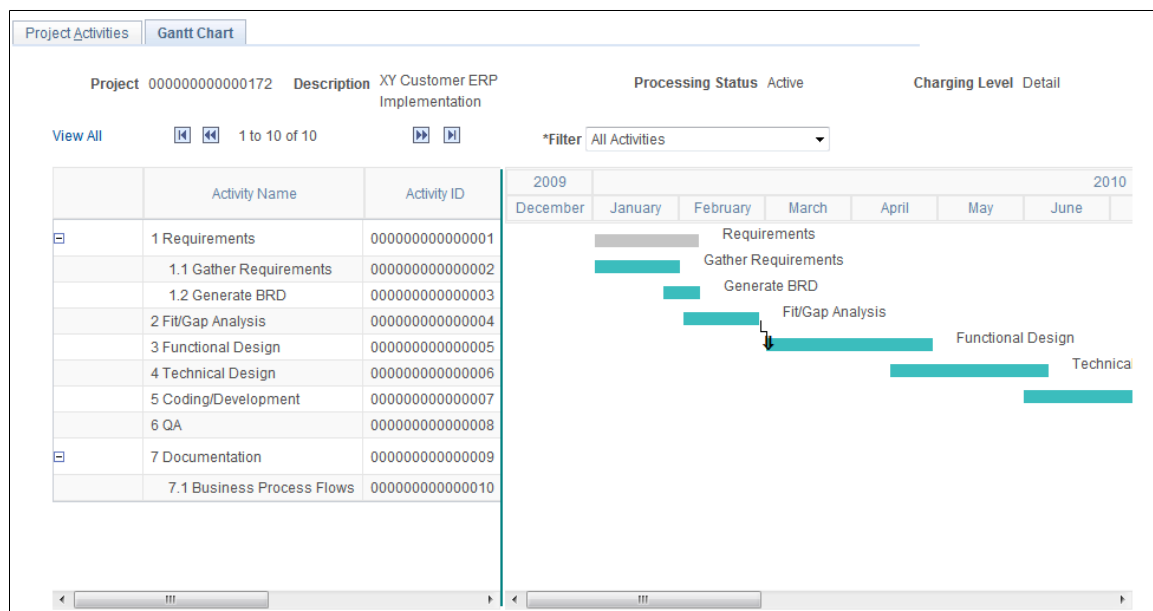 Project Activities
Gantt Chart
Project 000000000000172 Description XY Customer ERP Implementation Processing Status Active Charging Level Detail
View All 1 to 10 of 10 *Filter All Activities
Activity Name Activity ID 2009 2010
December January February March April May June
1 Requirements 000000000000001 Requirements
1.1 Gather Requirements 000000000000002 Gather Requirements
1.2 Generate BRD 000000000000003 Generate BRD
2 Fit/Gap Analysis 000000000000004 Fit/Gap Analysis
3 Functional Design 000000000000005 Functional Design
4 Technical Design 000000000000006 Technical
5 Coding/Development 000000000000007
6 QA 000000000000008
7 Documentation 000000000000009
7.1 Business Process Flows 000000000000010